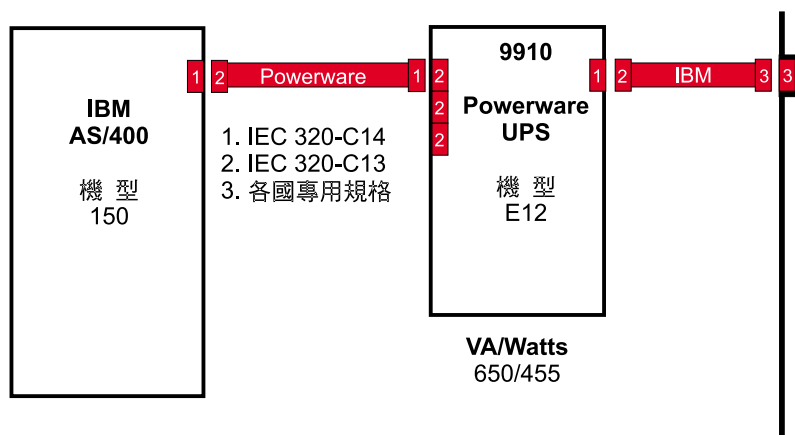 IBM
AS/400
機 型
150
1
2 Powerware 1
1. IEC 320-C14
2. IEC 320-C13
3. 各國專用規格
2
2
2
9910
Powerware
UPS
機 型
E12
1
VA/Watts
650/455
2 IBM 3
3